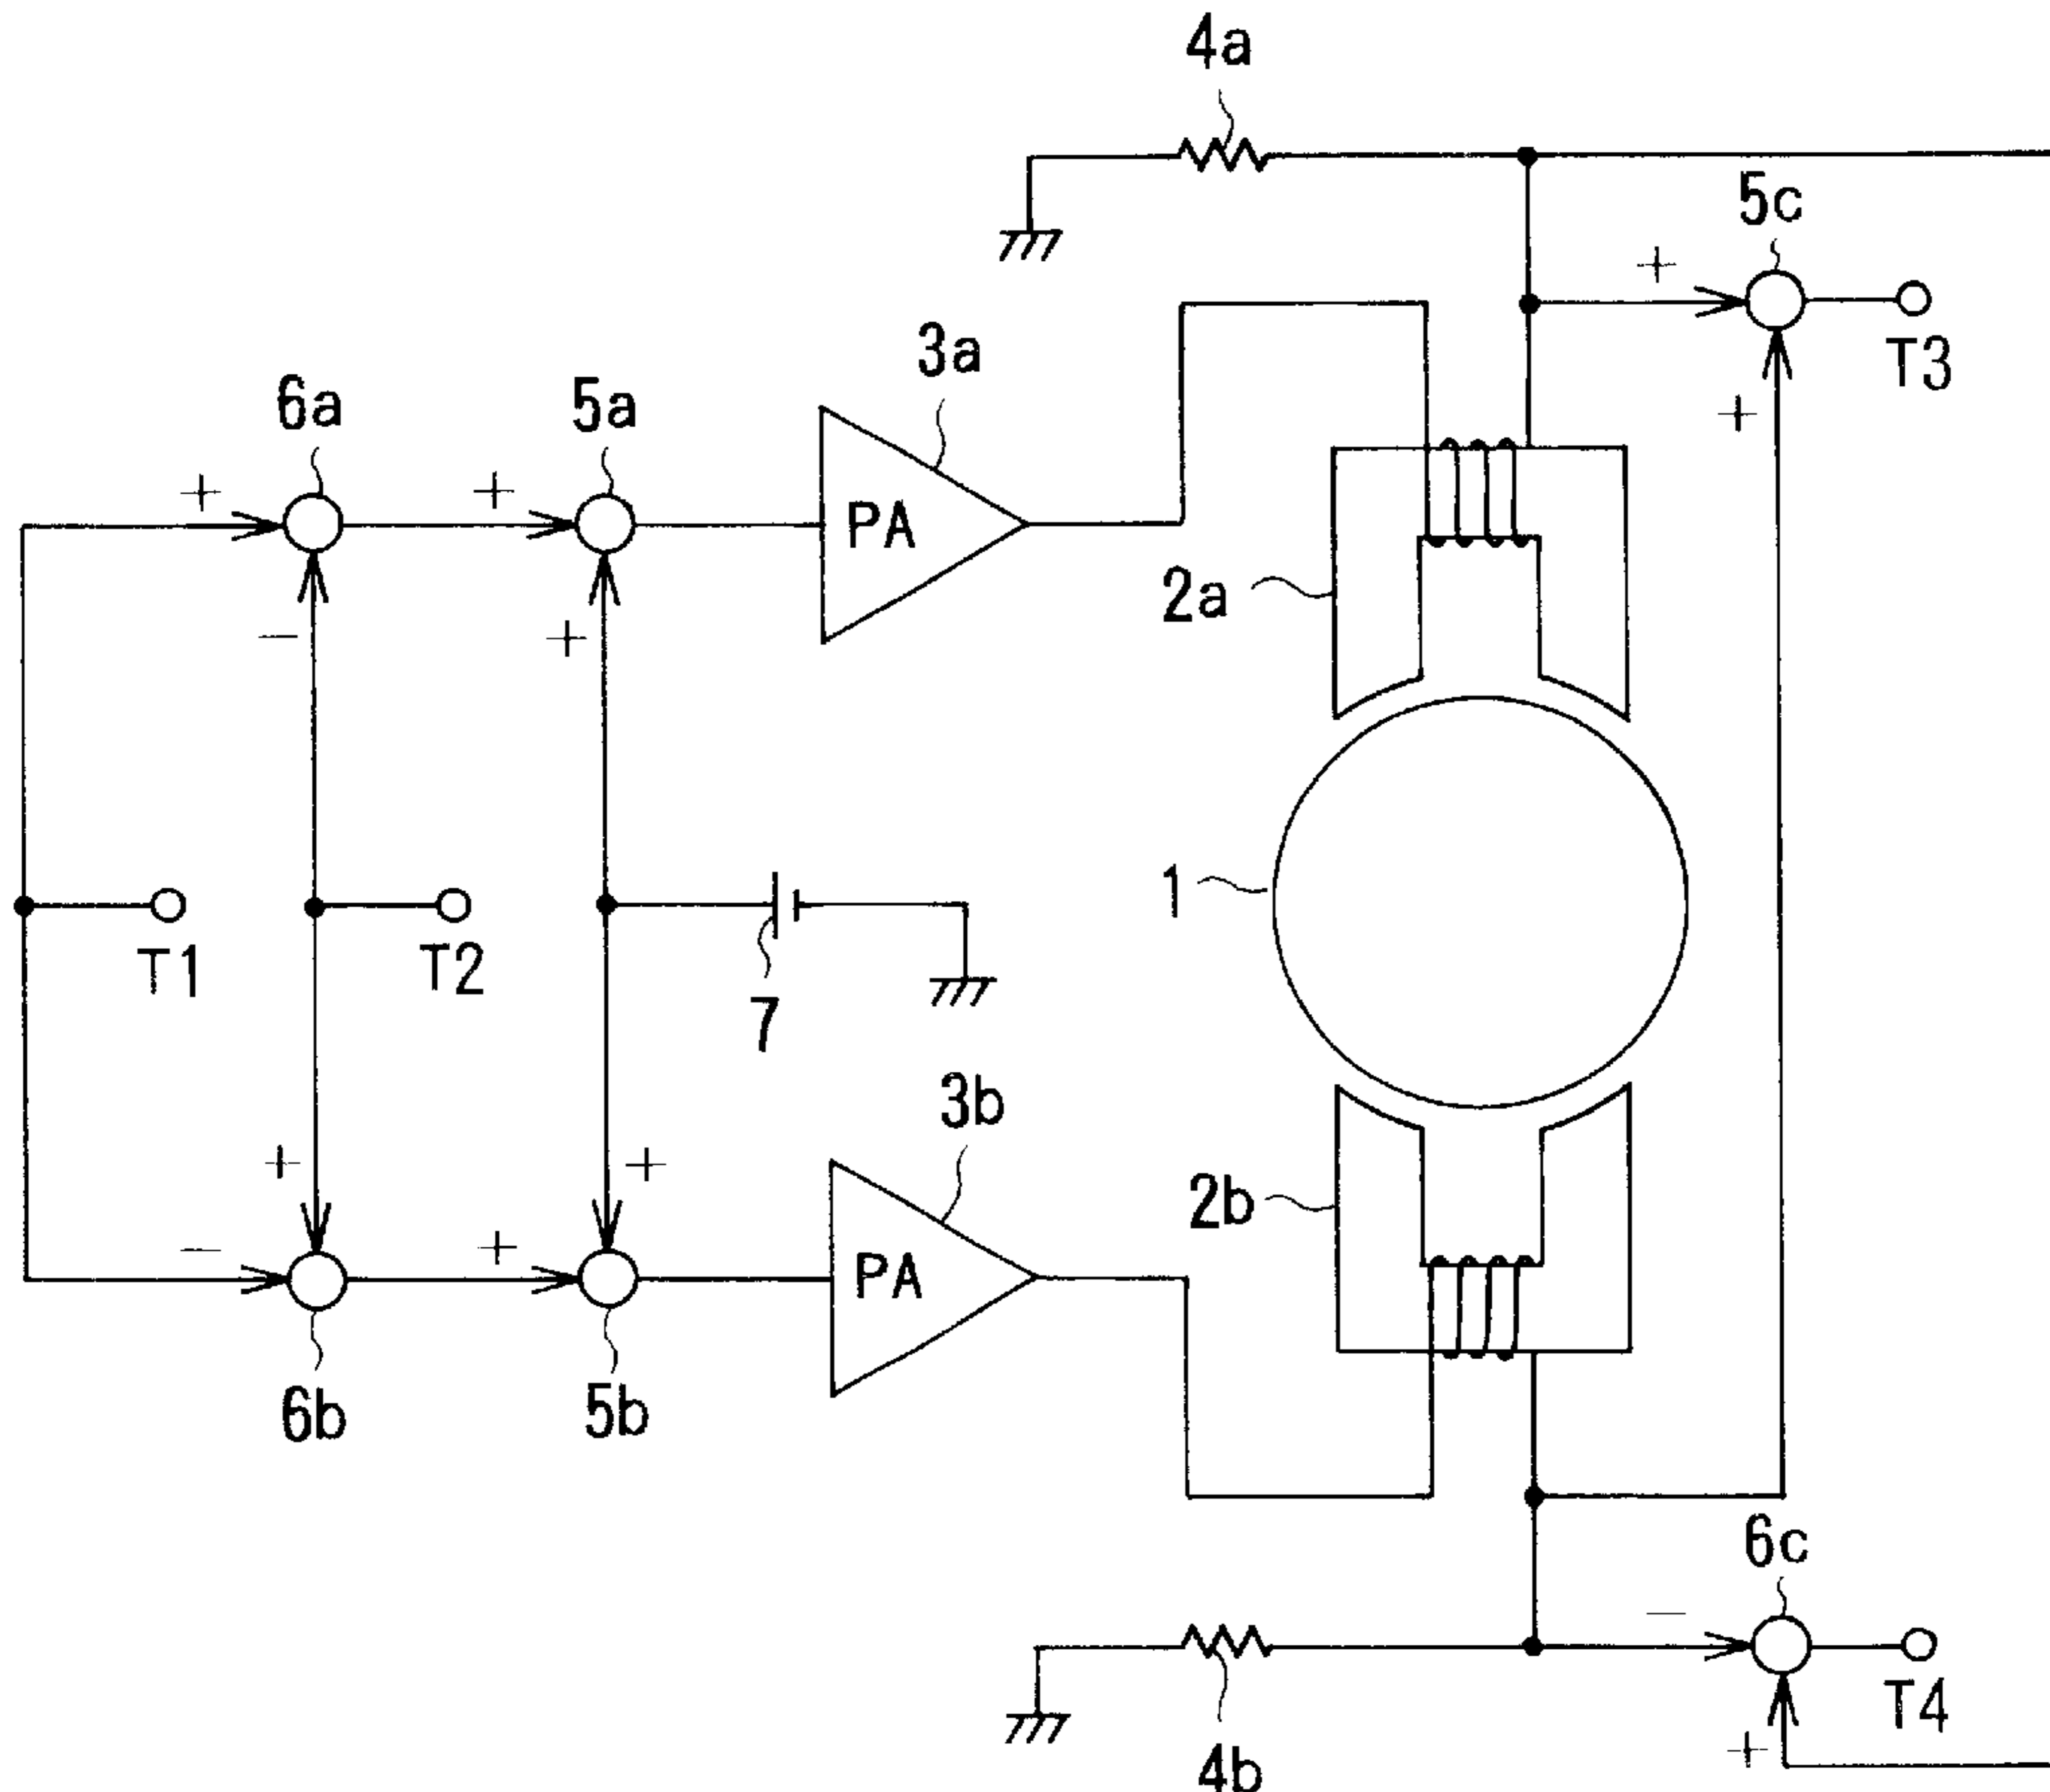 4a
5c
+
T3
+
3a
6a
5a
+
+
PA
−
+
2a
1
T1
T2
7
3b
+
+
2b
−
+
PA
6b
5b
6c
−
T4
+
4b